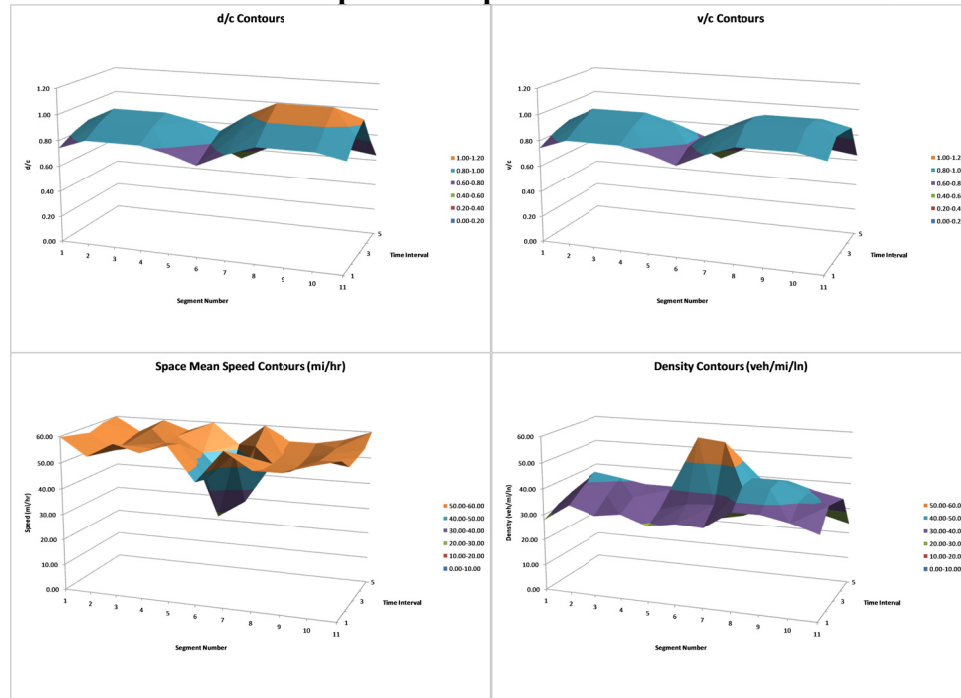 d/c Contours
1.20
1.00
0.80
0.60
0.40
0.20
0.00
d/c
1 2 3 4 5 6 7 8 9 10 11
Segment Number
1 3 5
Time Interval
1.00-1.20
0.80-1.00
0.60-0.80
0.40-0.60
0.20-0.40
0.00-0.20
v/c Contours
1.20
1.00
0.80
0.60
0.40
0.20
0.00
v/c
1 2 3 4 5 6 7 8 9 10 11
Segment Number
1 3 5
Time Interval
1.00-1.2
0.80-1.0
0.60-0.8
0.40-0.6
0.20-0.4
0.00-0.2
Space Mean Speed Contours (mi/hr)
60.00
50.00
40.00
30.00
20.00
10.00
0.00
Speed (mi/hr)
1 2 3 4 5 6 7 8 9 10 11
Segment Number
1 3 5
Time Interval
50.00-60.00
40.00-50.00
30.00-40.00
20.00-30.00
10.00-20.00
0.00-10.00
Density Contours (veh/mi/ln)
60.00
50.00
40.00
30.00
20.00
10.00
0.00
Density (veh/mi/ln)
1 2 3 4 5 6 7 8 9 10 11
Segment Number
1 3 5
Time Interval
50.00-60
40.00-50
30.00-40
20.00-30
10.00-20
0.00-10.